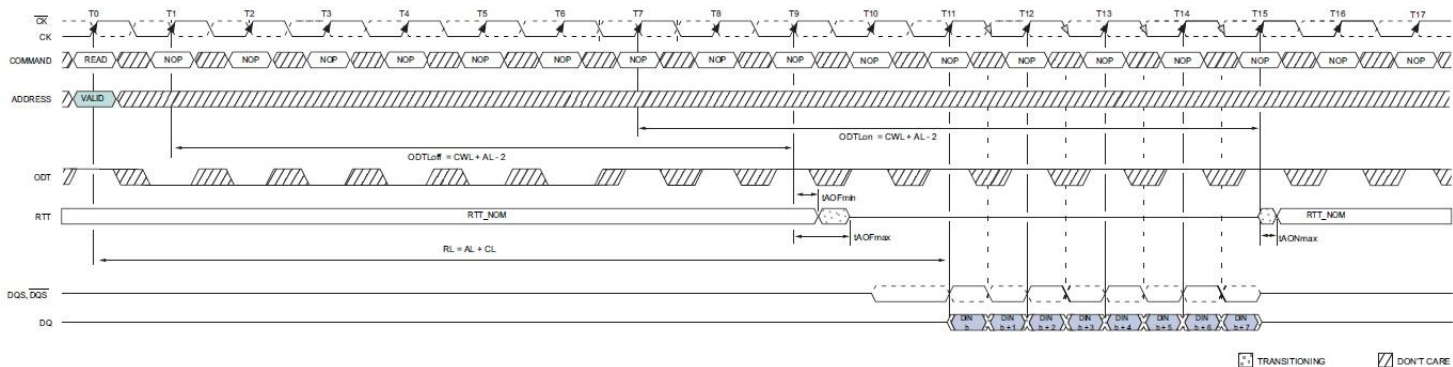 T0 T1 T2 T3 T4 T5 T6 T7 T8 T9 T10 T11 T12 T13 T14 T15 T16 T17
CK
CK
COMMAND READ NOP NOP NOP NOP NOP NOP NOP NOP NOP NOP NOP NOP NOP NOP NOP NOP NOP
ADDRESS VALID
ODTLon = CWL + AL - 2
ODTLoff = CWL + AL - 2
ODT
tAOFmin
RTT RTT_NOM RTT_NOM
tAOFmax tAONmax
RL = AL + CL
DQS, DQS
DQ DIN b DIN b + 1 DIN b + 2 DIN b + 3 DIN b + 4 DIN b + 5 DIN b + 6 DIN b + 7
TRANSITIONING DON'T CARE